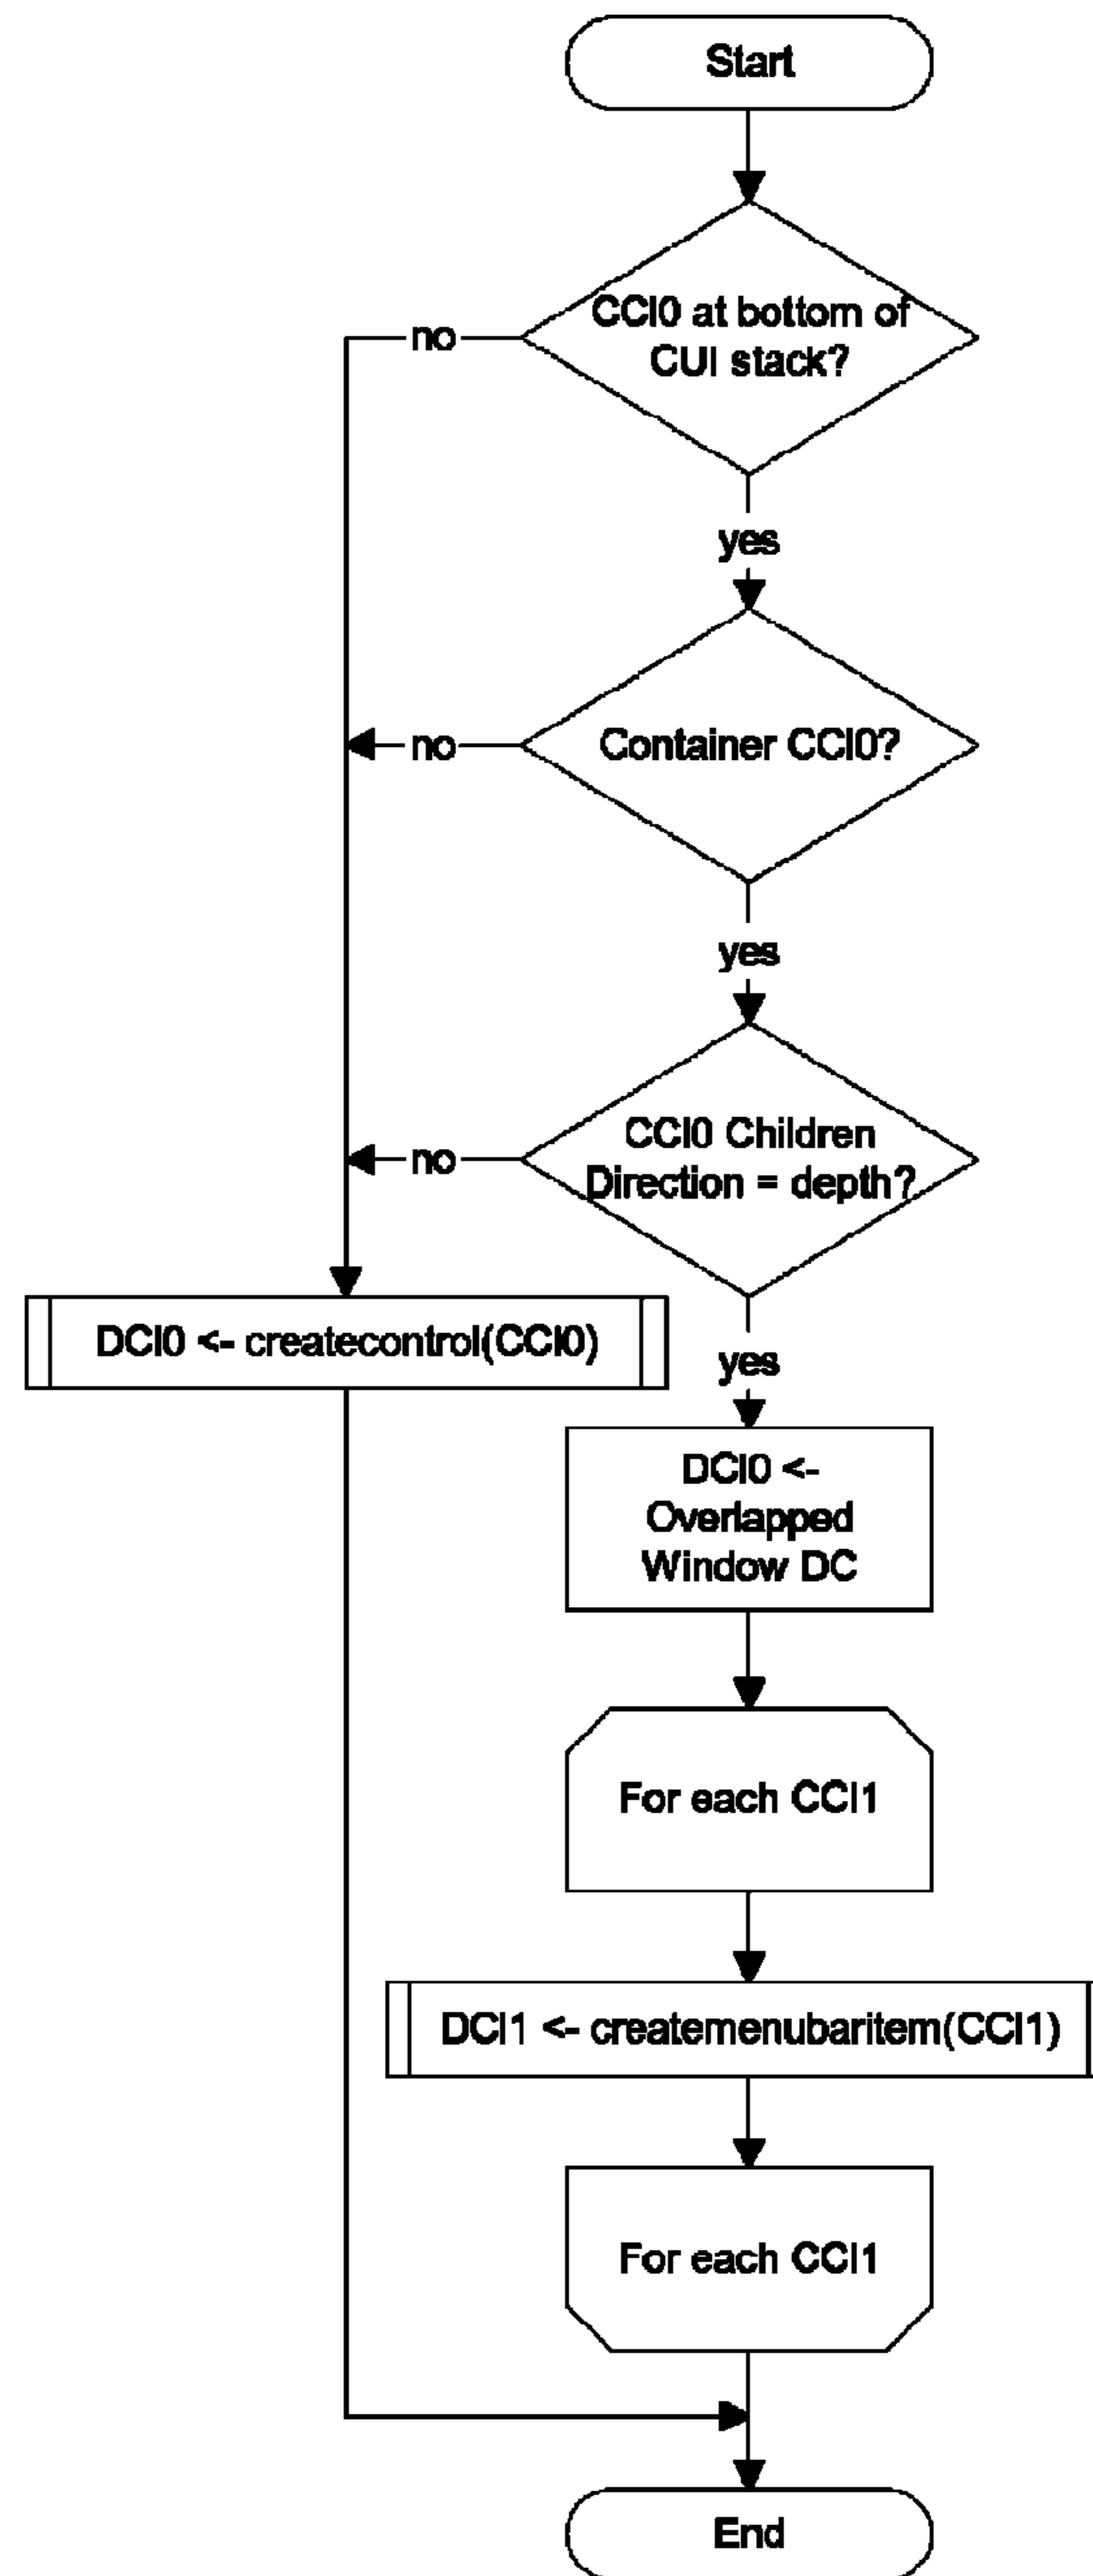 Start
CCI0 at bottom of
CUI stack?
no
yes
Container CCI0?
no
yes
CCI0 Children
Direction = depth?
no
DCI0 <- createcontrol(CCI0)
yes
DCI0 <-
Overlapped
Window DC
For each CCI1
DCI1 <- createmenubaritem(CCI1)
For each CCI1
End